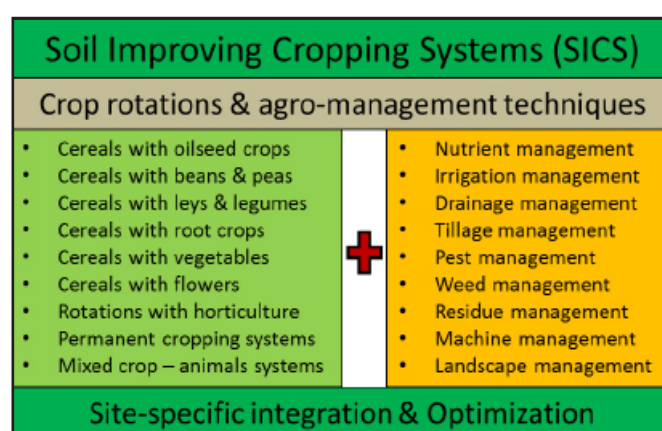 Soil Improving Cropping Systems (SICS)
Crop rotations & agro-management techniques
• Cereals with oilseed crops
• Cereals with beans & peas
• Cereals with leys & legumes
• Cereals with root crops
• Cereals with vegetables
• Cereals with flowers
• Rotations with horticulture
• Permanent cropping systems
• Mixed crop – animals systems
• Nutrient management
• Irrigation management
• Drainage management
• Tillage management
• Pest management
• Weed management
• Residue management
• Machine management
• Landscape management
Site-specific integration & Optimization